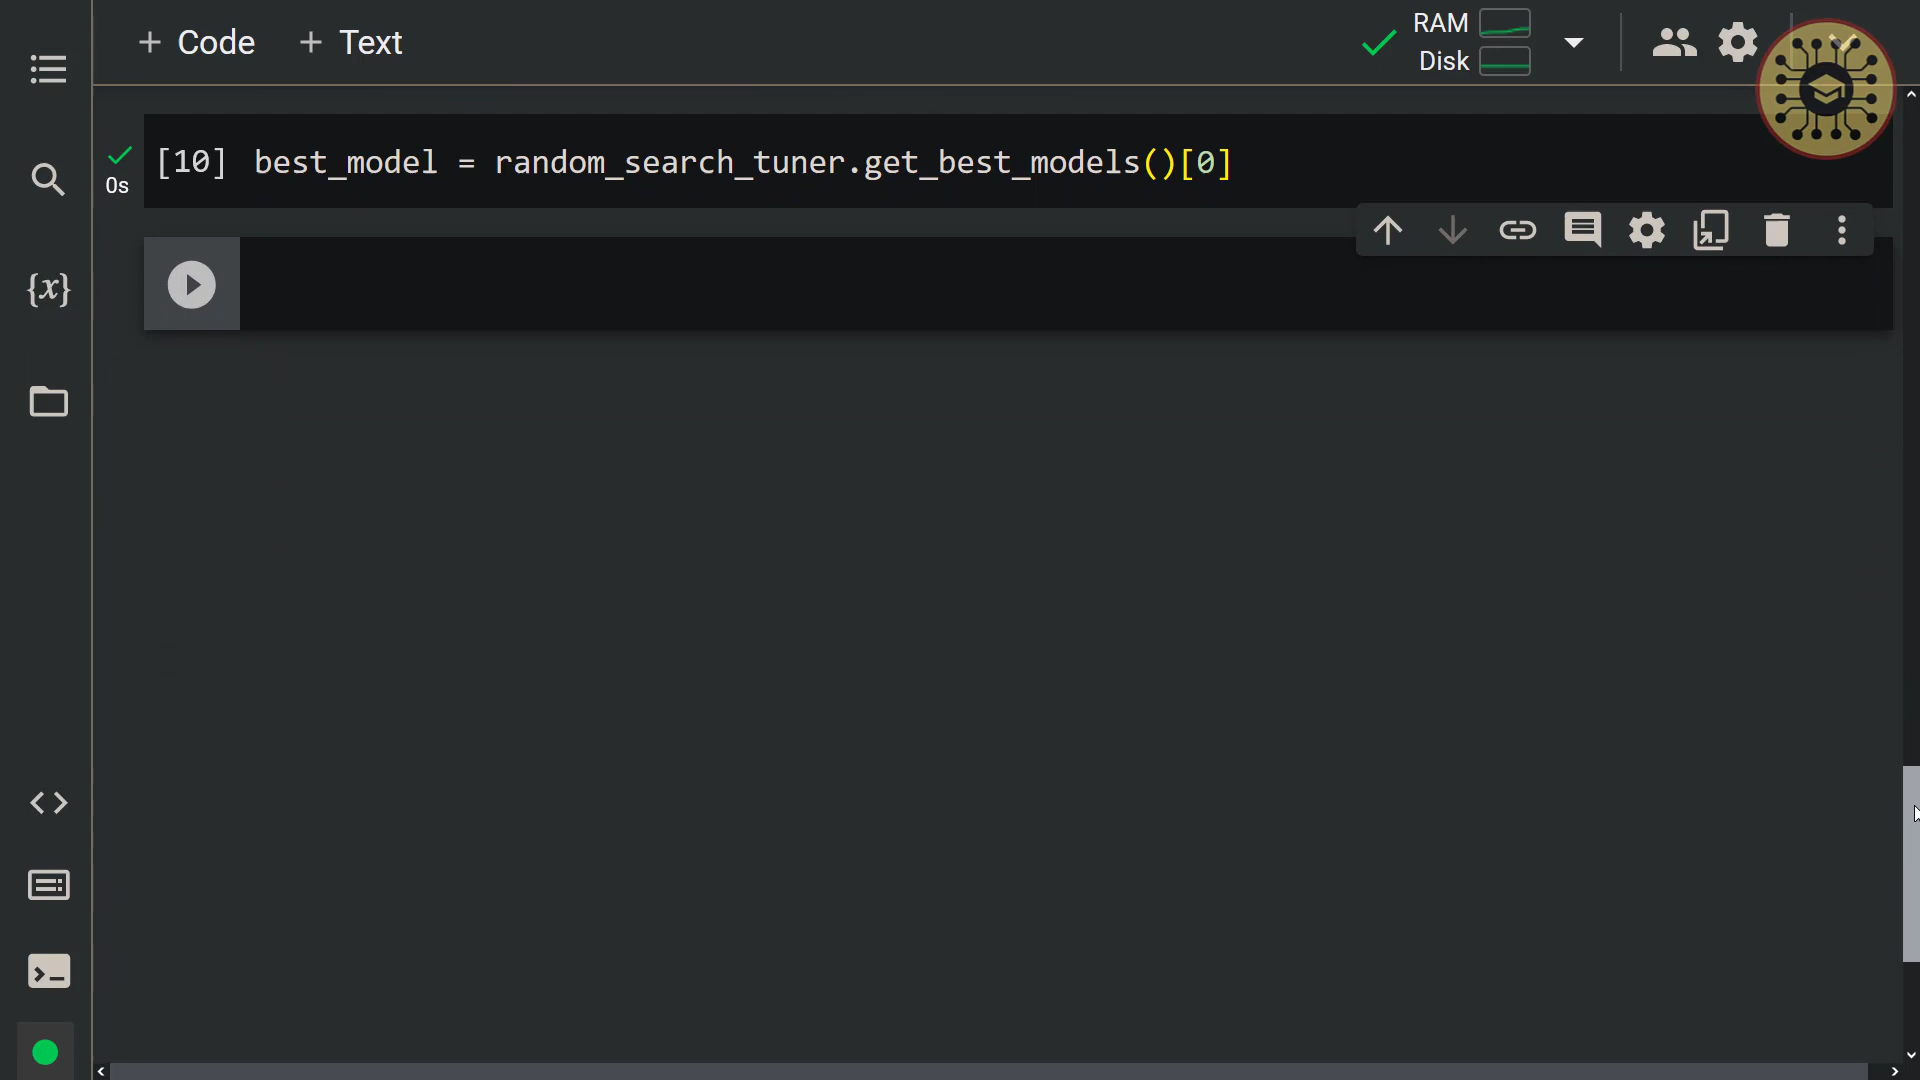 + Code + Text
RAM
Disk
[10] best_model = random_search_tuner.get_best_models()[0]
0s
{x}